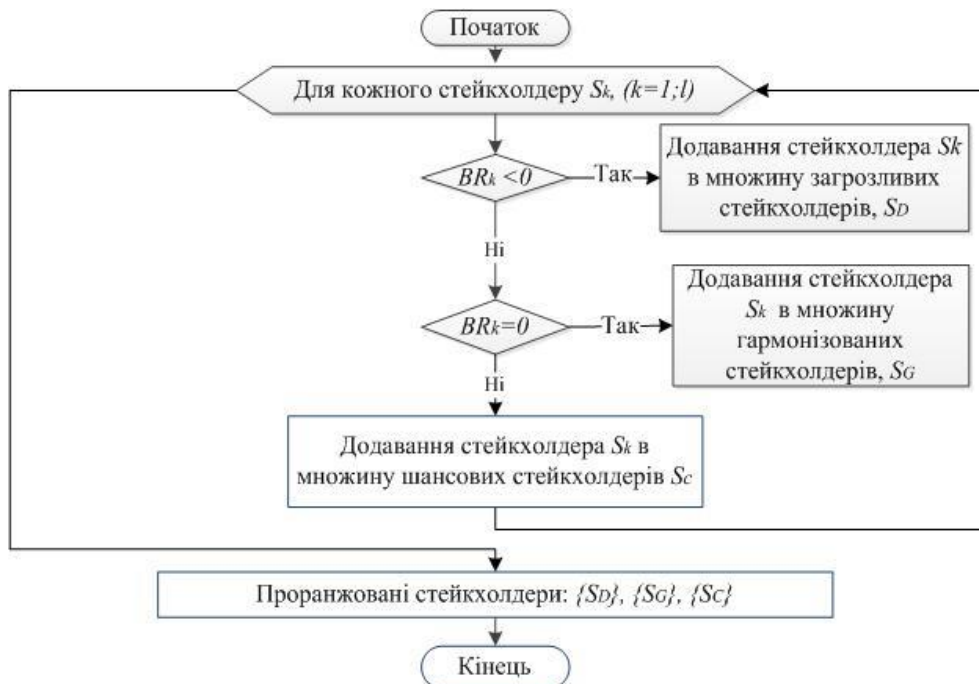 Початок
Для кожного стейкхолдеру Sk, (k=1;l)
BRk <0
Так
Додавання стейкхолдера Sk
в множину загрозливих
стейкхолдерів, SD
Ні
BRk=0
Так
Додавання стейкхолдера
Sk в множину
гармонізованих
стейкхолдерів, SG
Ні
Додавання стейкхолдера Sk в
множину шансових стейкхолдерів SC
Проранжовані стейкхолдери: {SD}, {SG}, {SC}
Кінець